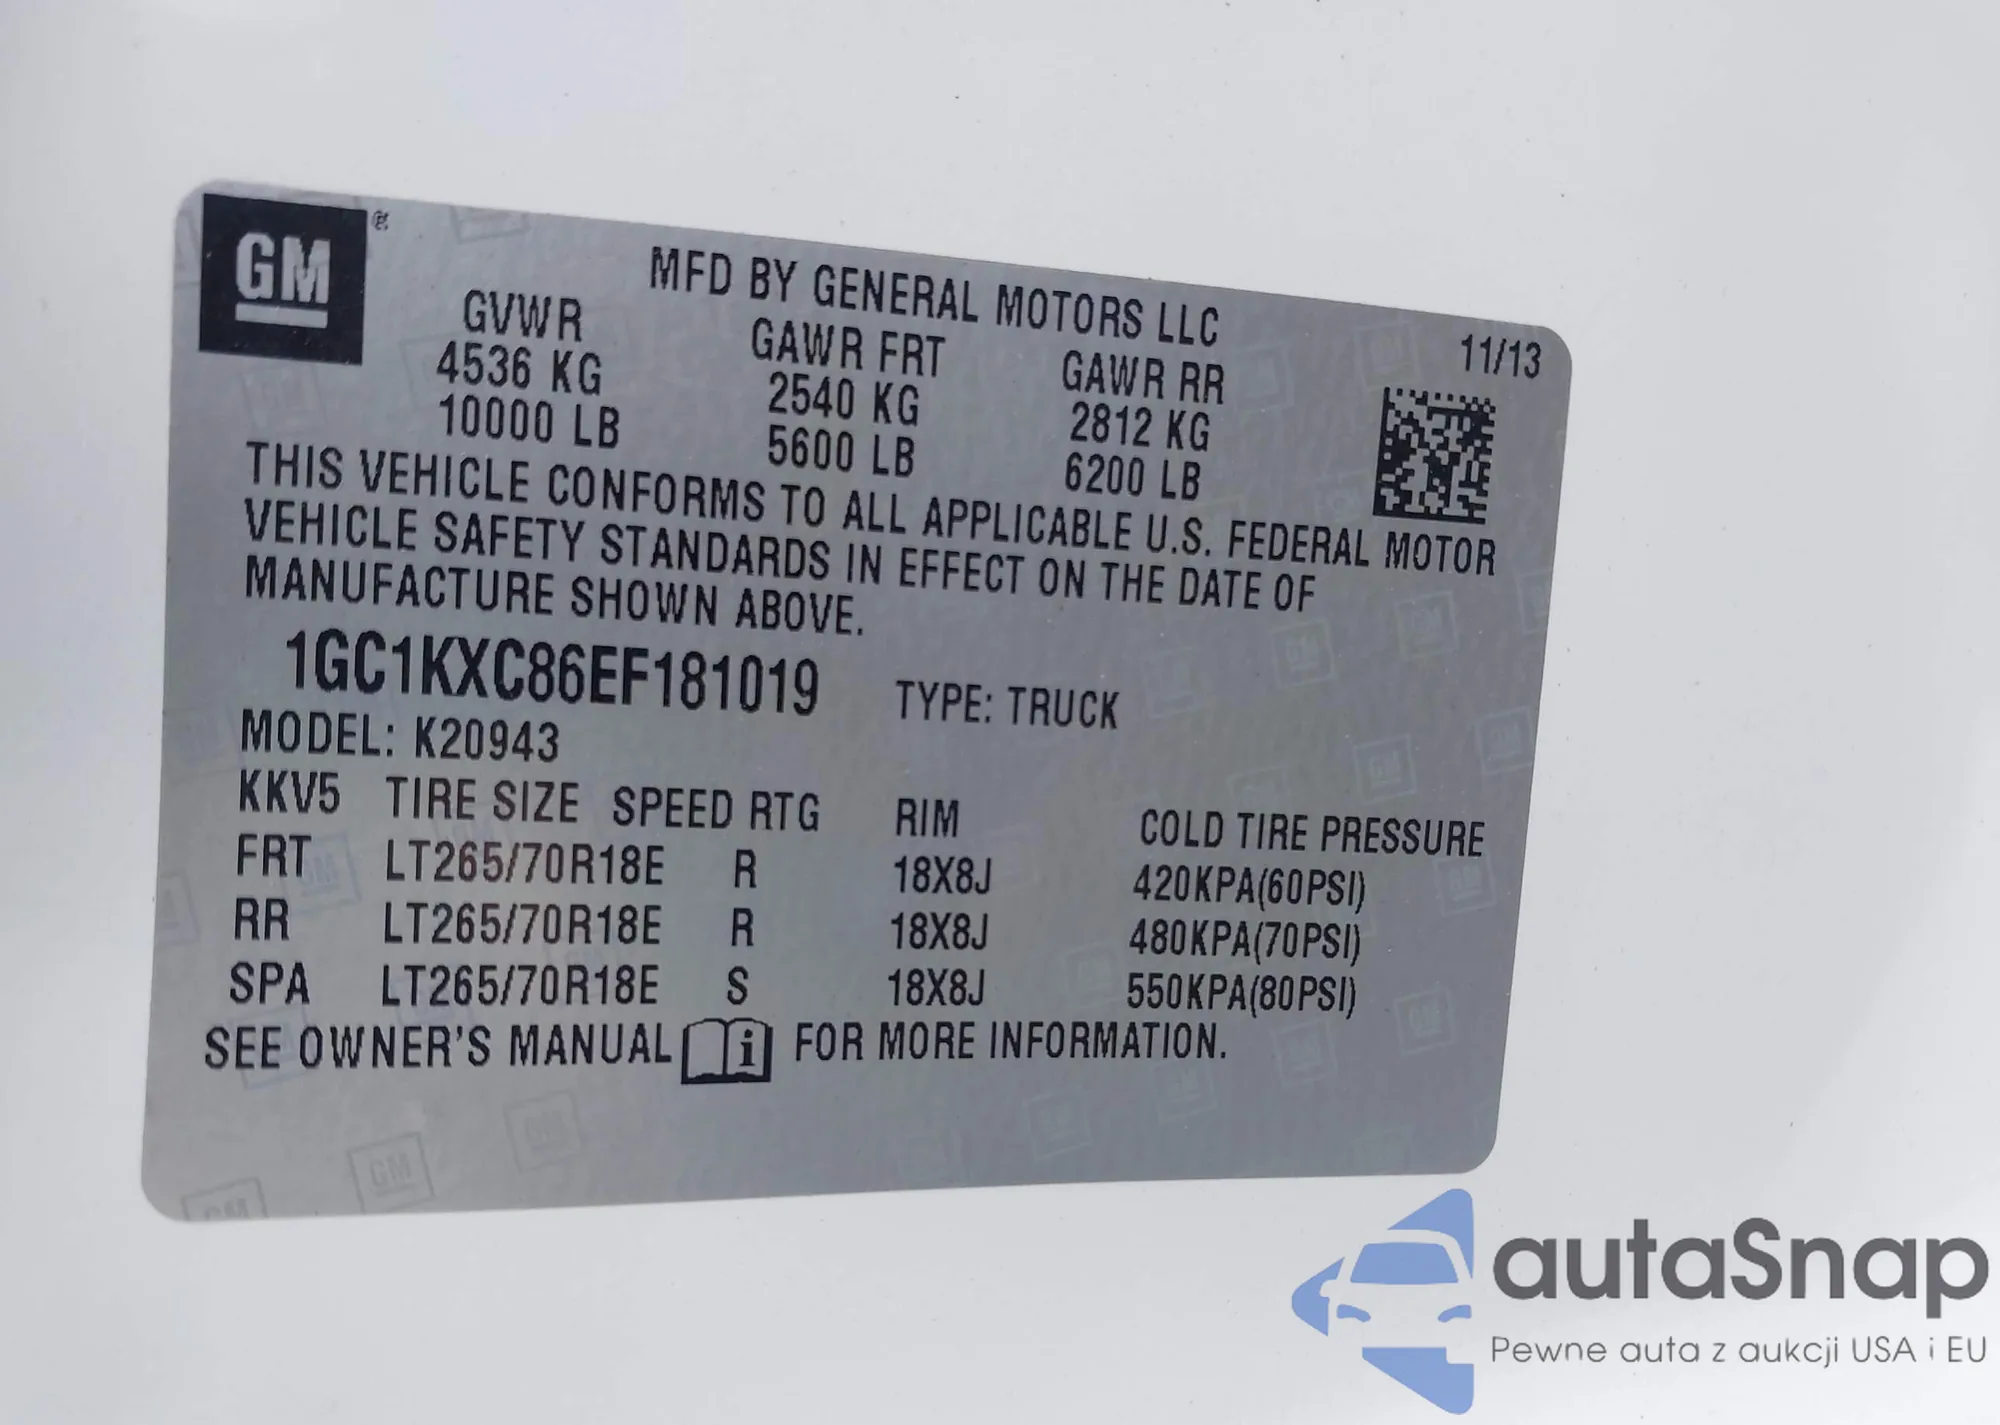 GM ®
MFD BY GENERAL MOTORS LLC
11/13
GVWR GAWR FRT GAWR RR
4536 KG 2540 KG 2812 KG
10000 LB 5600 LB 6200 LB
THIS VEHICLE CONFORMS TO ALL APPLICABLE U.S. FEDERAL MOTOR
VEHICLE SAFETY STANDARDS IN EFFECT ON THE DATE OF
MANUFACTURE SHOWN ABOVE.
1GC1KXC86EF181019 TYPE: TRUCK
MODEL: K20943
KKV5 TIRE SIZE SPEED RTG RIM COLD TIRE PRESSURE
FRT LT265/70R18E R 18X8J 420KPA(60PSI)
RR LT265/70R18E R 18X8J 480KPA(70PSI)
SPA LT265/70R18E S 18X8J 550KPA(80PSI)
SEE OWNER'S MANUAL i FOR MORE INFORMATION.
autaSnap
Pewne auta z aukcji USA i EU